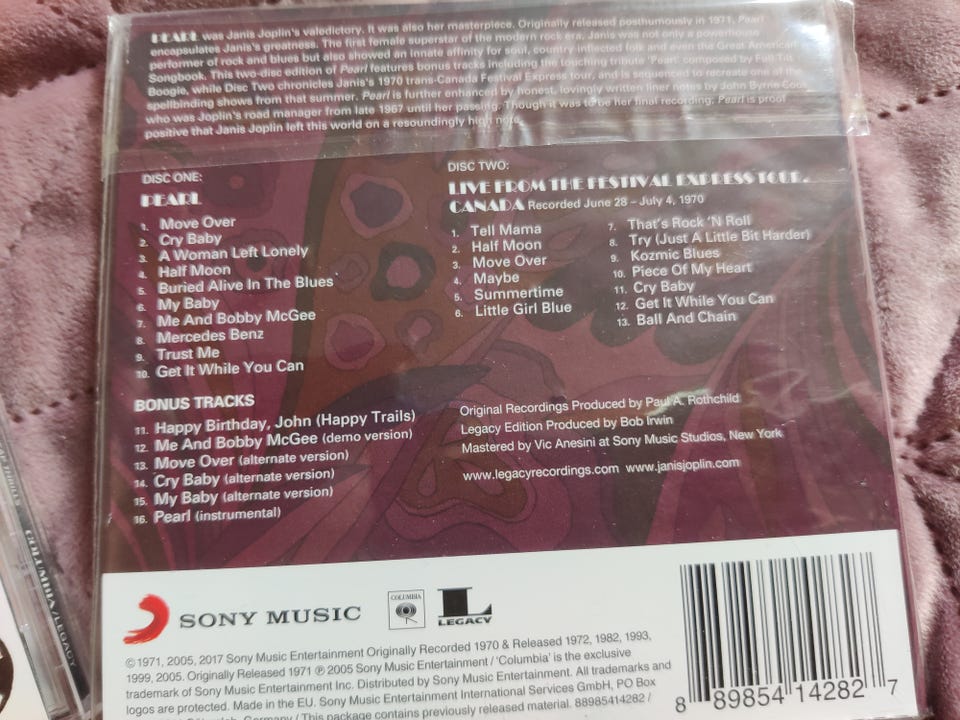 PEARL was Janis Joplin's valedictory. It was also her masterpiece. Originally released posthumously in 1971, Pearl
encapsulates Janis's greatness. The first female superstar of the modern rock era, Janis was not only a powerhouse
performer of rock and blues but also showed an innate affinity for soul, country inflected folk and even the Great American
Songbook. This two-disc edition of Pearl features bonus tracks including the touching tribute 'Pearl' composed by Full Tilt
Boogie, while Disc Two chronicles Janis's 1970 trans-Canada Festival Express tour, and is sequenced to recreate one of the
spellbinding shows from that summer. Pearl is further enhanced by honest, lovingly written liner notes by John Byrne Cooke
who was Joplin's road manager from late 1967 until her passing. Though it was to be her final recording, Pearl is proof
positive that Janis Joplin left this world on a resoundingly high note.
DISC ONE:
PEARL
1. Move Over
2. Cry Baby
3. A Woman Left Lonely
4. Half Moon
5. Buried Alive In The Blues
6. My Baby
7. Me And Bobby McGee
8. Mercedes Benz
9. Trust Me
10. Get It While You Can
BONUS TRACKS
11. Happy Birthday, John (Happy Trails)
12. Me And Bobby McGee (demo version)
13. Move Over (alternate version)
14. Cry Baby (alternate version)
15. My Baby (alternate version)
16. Pearl (instrumental)
DISC TWO:
LIVE FROM THE FESTIVAL EXPRESS TOUR,
CANADA Recorded June 28 – July 4, 1970
1. Tell Mama
2. Half Moon
3. Move Over
4. Maybe
5. Summertime
6. Little Girl Blue
7. That's Rock 'N Roll
8. Try (Just A Little Bit Harder)
9. Kozmic Blues
10. Piece Of My Heart
11. Cry Baby
12. Get It While You Can
13. Ball And Chain
Original Recordings Produced by Paul A. Rothchild
Legacy Edition Produced by Bob Irwin
Mastered by Vic Anesini at Sony Music Studios, New York
www.legacyrecordings.com www.janisjoplin.com
SONY MUSIC
COLUMBIA
L
LEGACY
© 1971, 2005, 2017 Sony Music Entertainment Originally Recorded 1970 & Released 1972, 1982, 1993,
1999, 2005. Originally Released 1971 ℗ 2005 Sony Music Entertainment / 'Columbia' is the exclusive
trademark of Sony Music Entertainment Inc. Distributed by Sony Music Entertainment. All trademarks and
logos are protected. Made in the EU. Sony Music Entertainment International Services GmbH, PO Box
Germany / This package contains previously released material. 88985414282 /
8 89854 14282 7
COLUMBIA/LEGACY